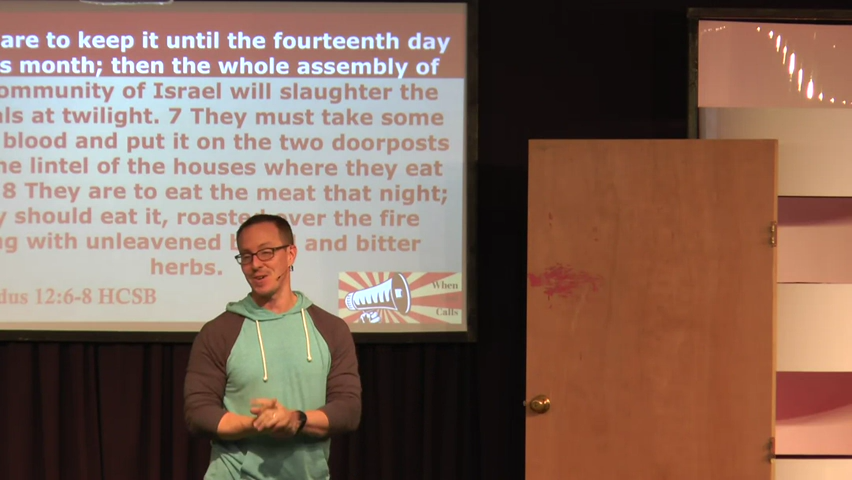 are to keep it until the fourteenth day
s month; then the whole assembly of
ommunity of Israel will slaughter the
ls at twilight. 7 They must take some
blood and put it on the two doorposts
e lintel of the houses where they eat
8 They are to eat the meat that night;
should eat it, roasted over the fire
g with unleavened and bitter
herbs.
dus 12:6-8 HCSB
When
Calls